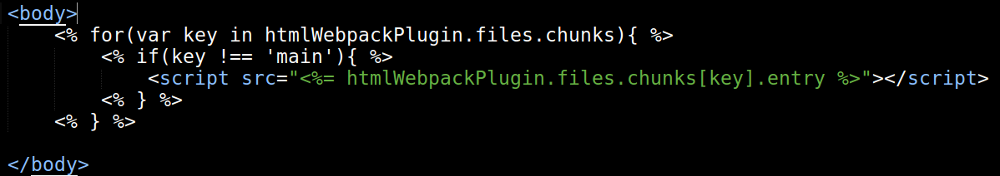 <body>
<% for(var key in htmlWebpackPlugin.files.chunks){ %>
<% if(key !== 'main'){ %>
<script src="<%= htmlWebpackPlugin.files.chunks[key].entry %>"></script>
<% } %>
<% } %>
</body>